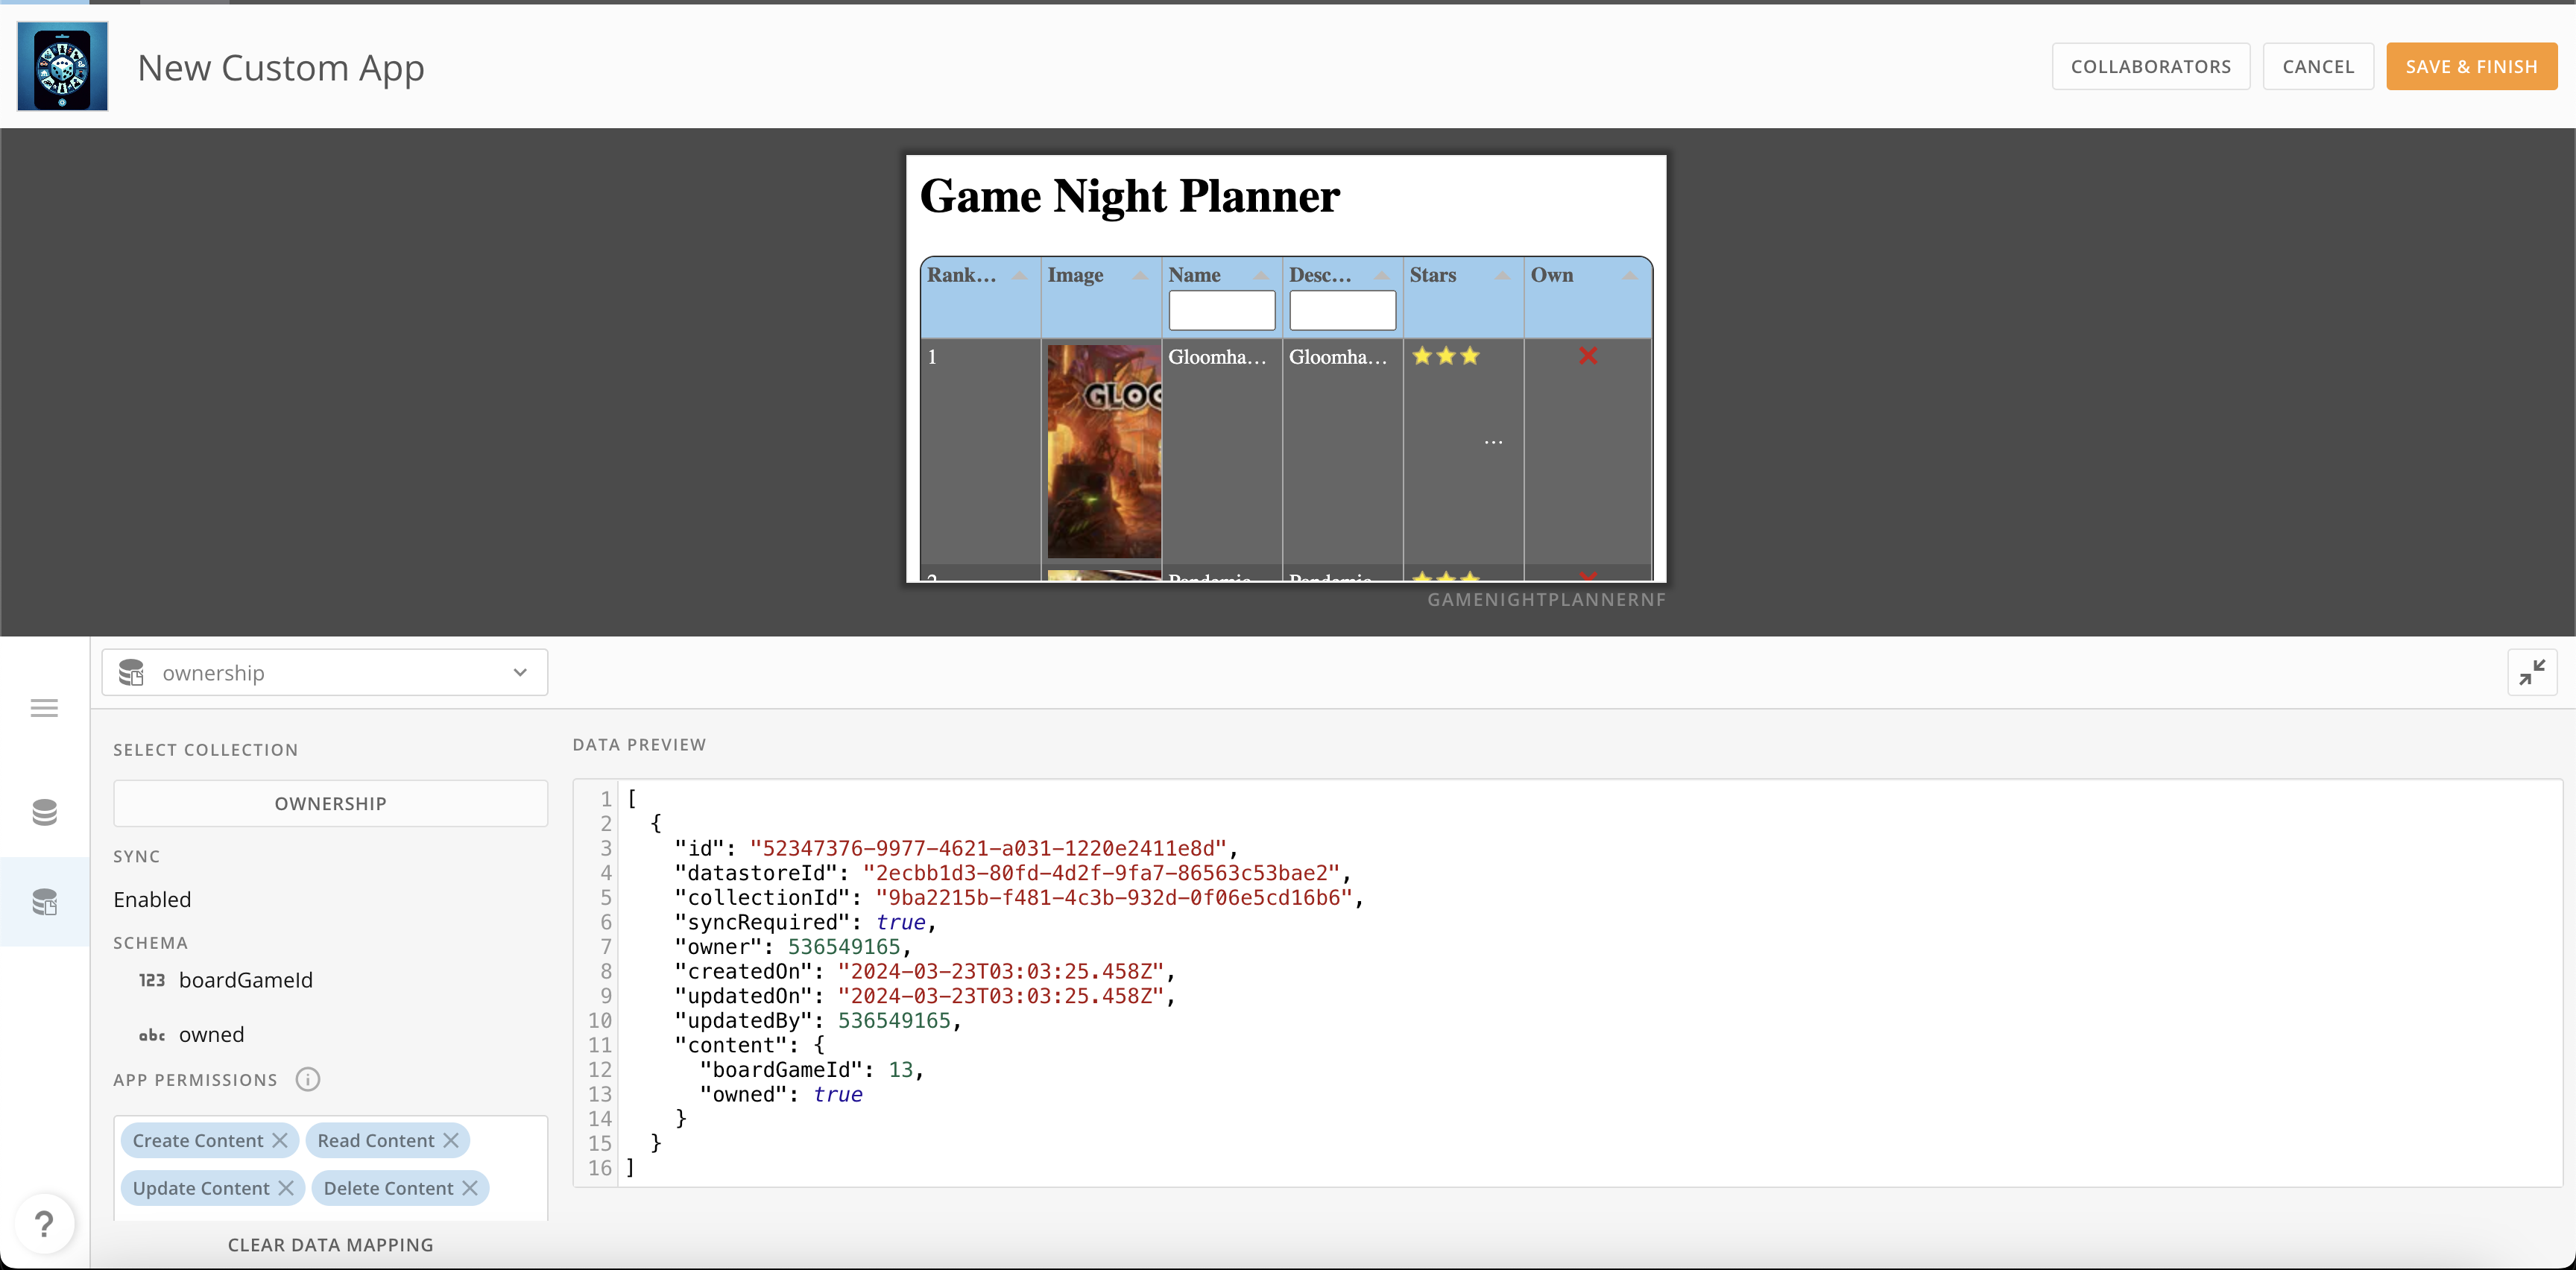 New Custom App
COLLABORATORS
CANCEL
SAVE & FINISH
Game Night Planner
Rank...
Image
Name
Desc...
Stars
Own
1
GLOO
Gloomha...
Gloomha...
...
2
Pandemic
Pandemic
GAMENIGHTPLANNERNF
ownership
SELECT COLLECTION
OWNERSHIP
SYNC
Enabled
SCHEMA
123 boardGameId
abc owned
APP PERMISSIONS
Create Content
Read Content
Update Content
Delete Content
CLEAR DATA MAPPING
?
DATA PREVIEW
1 [
2 {
3 "id": "52347376-9977-4621-a031-1220e2411e8d",
4 "datastoreId": "2ecbb1d3-80fd-4d2f-9fa7-86563c53bae2",
5 "collectionId": "9ba2215b-f481-4c3b-932d-0f06e5cd16b6",
6 "syncRequired": true,
7 "owner": 536549165,
8 "createdOn": "2024-03-23T03:03:25.458Z",
9 "updatedOn": "2024-03-23T03:03:25.458Z",
10 "updatedBy": 536549165,
11 "content": {
12 "boardGameId": 13,
13 "owned": true
14 }
15 }
16 ]